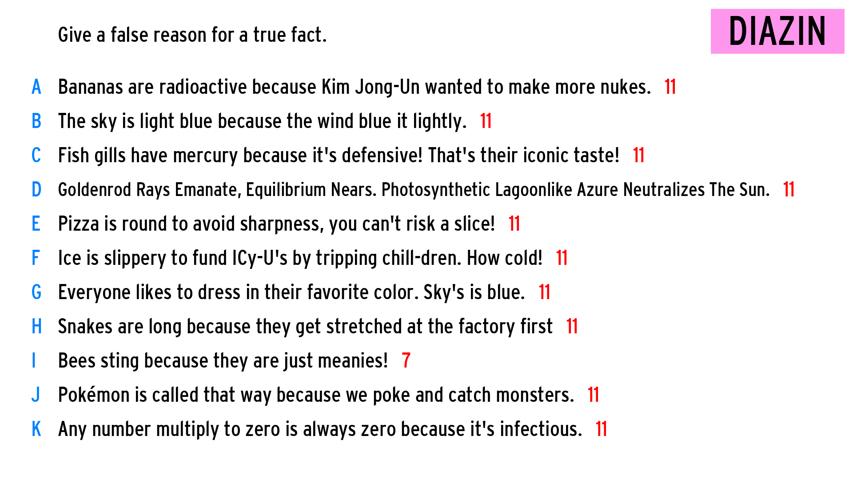 Give a false reason for a true fact.
DIAZIN
A Bananas are radioactive because Kim Jong-Un wanted to make more nukes. 11
B The sky is light blue because the wind blue it lightly. 11
C Fish gills have mercury because it's defensive! That's their iconic taste! 11
D Goldenrod Rays Emanate, Equilibrium Nears. Photosynthetic Lagoonlike Azure Neutralizes The Sun. 11
E Pizza is round to avoid sharpness, you can't risk a slice! 11
F Ice is slippery to fund ICy-U's by tripping chill-dren. How cold! 11
G Everyone likes to dress in their favorite color. Sky's is blue. 11
H Snakes are long because they get stretched at the factory first 11
I Bees sting because they are just meanies! 7
J Pokémon is called that way because we poke and catch monsters. 11
K Any number multiply to zero is always zero because it's infectious. 11